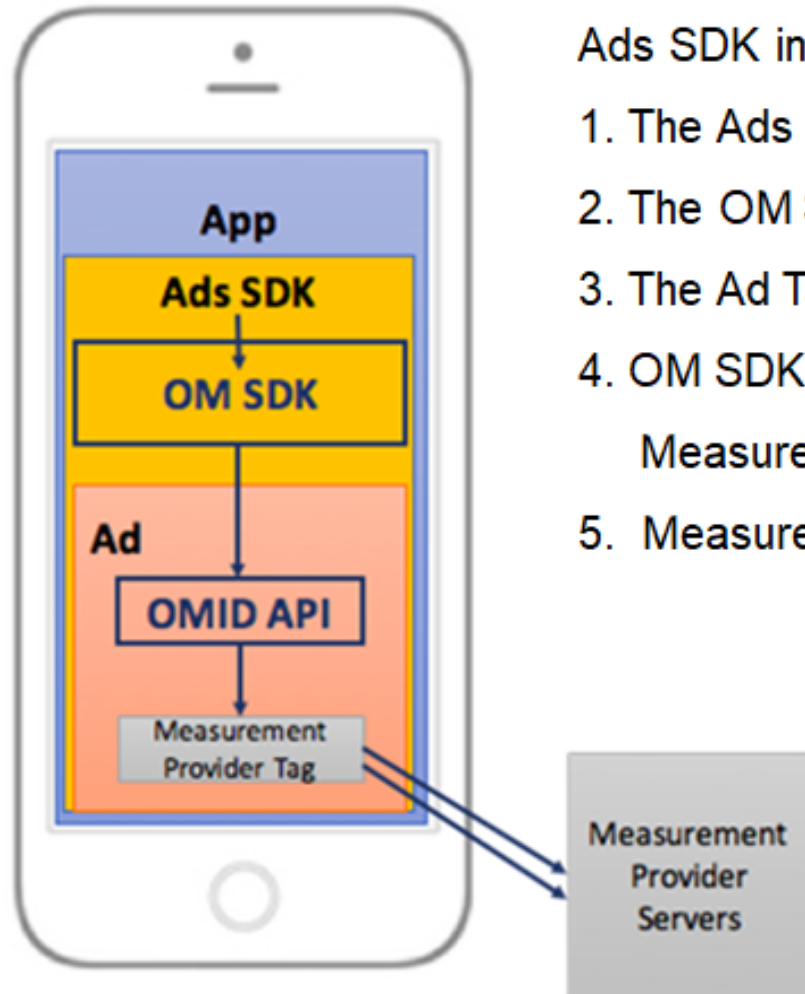 App
Ads SDK
OM SDK
Ad
OMID API
Measurement
Provider Tag
Ads SDK in
1. The Ads
2. The OM
3. The Ad T
4. OM SDK
Measure
5. Measure
Measurement
Provider
Servers